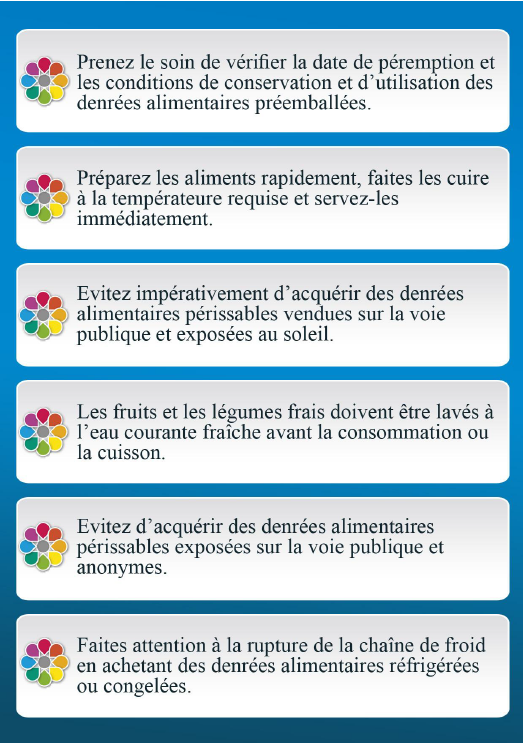 Prenez le soin de vérifier la date de péremption et
les conditions de conservation et d’utilisation des
denrées alimentaires préemballées.
Préparez les aliments rapidement, faites les cuire
à la température requise et servez-les
immédiatement.
Evitez impérativement d’acquérir des denrées
alimentaires périssables vendues sur la voie
publique et exposées au soleil.
Les fruits et les légumes frais doivent être lavés à
l’eau courante fraîche avant la consommation ou
la cuisson.
Evitez d’acquérir des denrées alimentaires
périssables exposées sur la voie publique et
anonymes.
Faites attention à la rupture de la chaîne de froid
en achetant des denrées alimentaires réfrigérées
ou congelées.